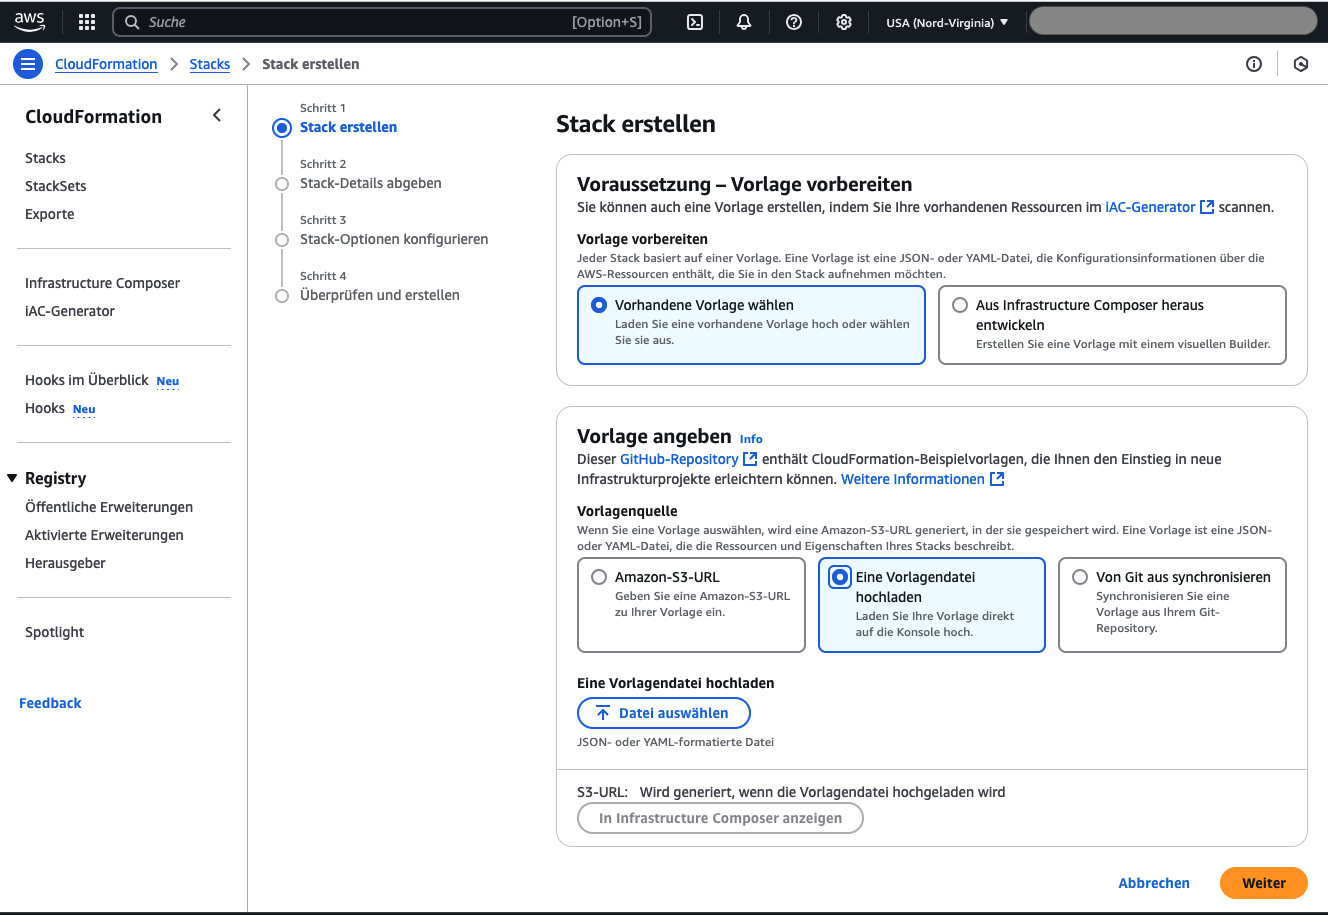 aws
Suche
[Option+S]
USA (Nord-Virginia)
CloudFormation
Stacks
Stack erstellen
CloudFormation
Stacks
StackSets
Exporte
Infrastructure Composer
iAC-Generator
Hooks im Überblick Neu
Hooks Neu
Registry
Öffentliche Erweiterungen
Aktivierte Erweiterungen
Herausgeber
Spotlight
Feedback
Schritt 1
Stack erstellen
Schritt 2
Stack-Details abgeben
Schritt 3
Stack-Optionen konfigurieren
Schritt 4
Überprüfen und erstellen
Stack erstellen
Voraussetzung – Vorlage vorbereiten
Sie können auch eine Vorlage erstellen, indem Sie Ihre vorhandenen Ressourcen im iAC-Generator scannen.
Vorlage vorbereiten
Jeder Stack basiert auf einer Vorlage. Eine Vorlage ist eine JSON- oder YAML-Datei, die Konfigurationsinformationen über die
AWS-Ressourcen enthält, die Sie in den Stack aufnehmen möchten.
Vorhandene Vorlage wählen
Laden Sie eine vorhandene Vorlage hoch oder wählen
Sie sie aus.
Aus Infrastructure Composer heraus
entwickeln
Erstellen Sie eine Vorlage mit einem visuellen Builder.
Vorlage angeben Info
Dieser GitHub-Repository enthält CloudFormation-Beispielvorlagen, die Ihnen den Einstieg in neue
Infrastrukturprojekte erleichtern können. Weitere Informationen
Vorlagenquelle
Wenn Sie eine Vorlage auswählen, wird eine Amazon-S3-URL generiert, in der sie gespeichert wird. Eine Vorlage ist eine JSON-
oder YAML-Datei, die die Ressourcen und Eigenschaften Ihres Stacks beschreibt.
Amazon-S3-URL
Geben Sie eine Amazon-S3-URL
zu Ihrer Vorlage ein.
Eine Vorlagendatei
hochladen
Laden Sie Ihre Vorlage direkt
auf die Konsole hoch.
Von Git aus synchronisieren
Synchronisieren Sie eine
Vorlage aus Ihrem Git-
Repository.
Eine Vorlagendatei hochladen
Datei auswählen
JSON- oder YAML-formatierte Datei
S3-URL: Wird generiert, wenn die Vorlagendatei hochgeladen wird
In Infrastructure Composer anzeigen
Abbrechen
Weiter